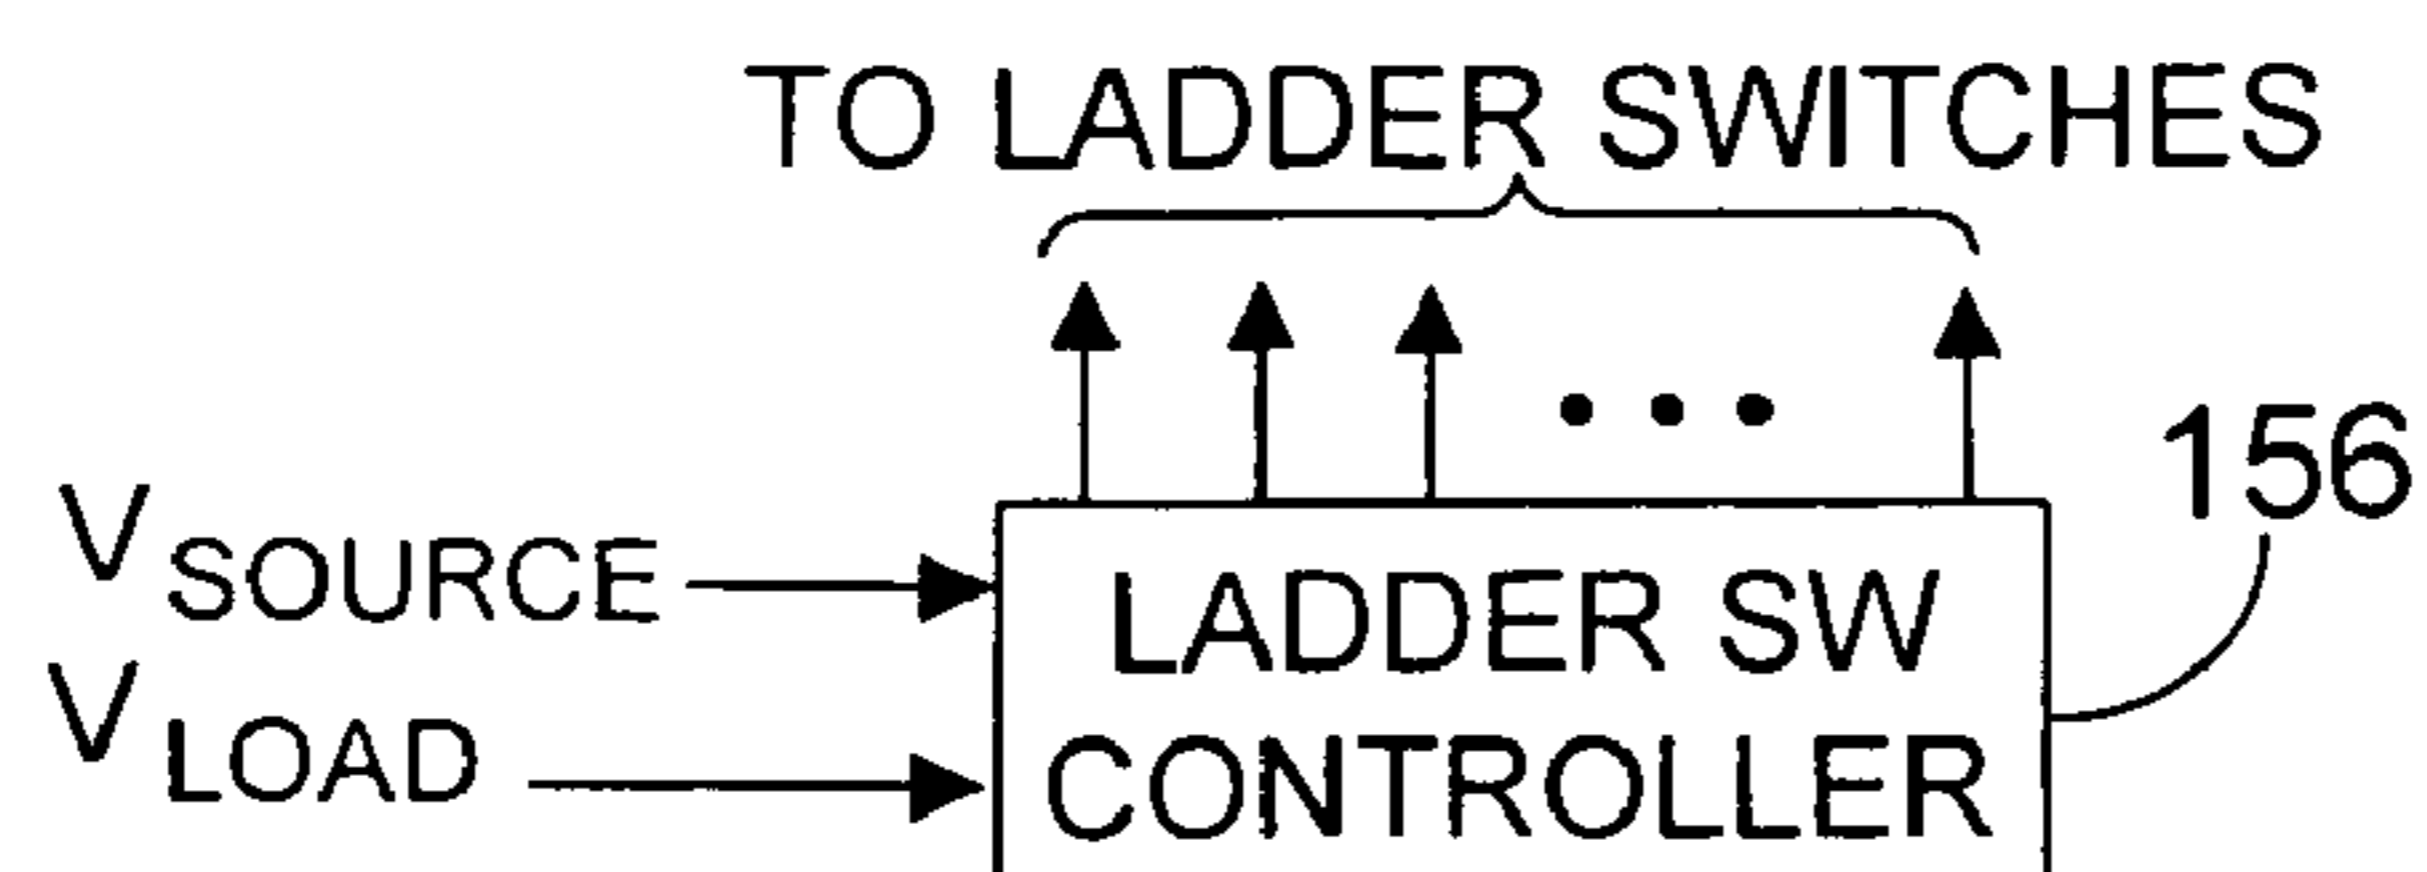 TO LADDER SWITCHES
156
V SOURCE
LADDER SW
V LOAD
CONTROLLER